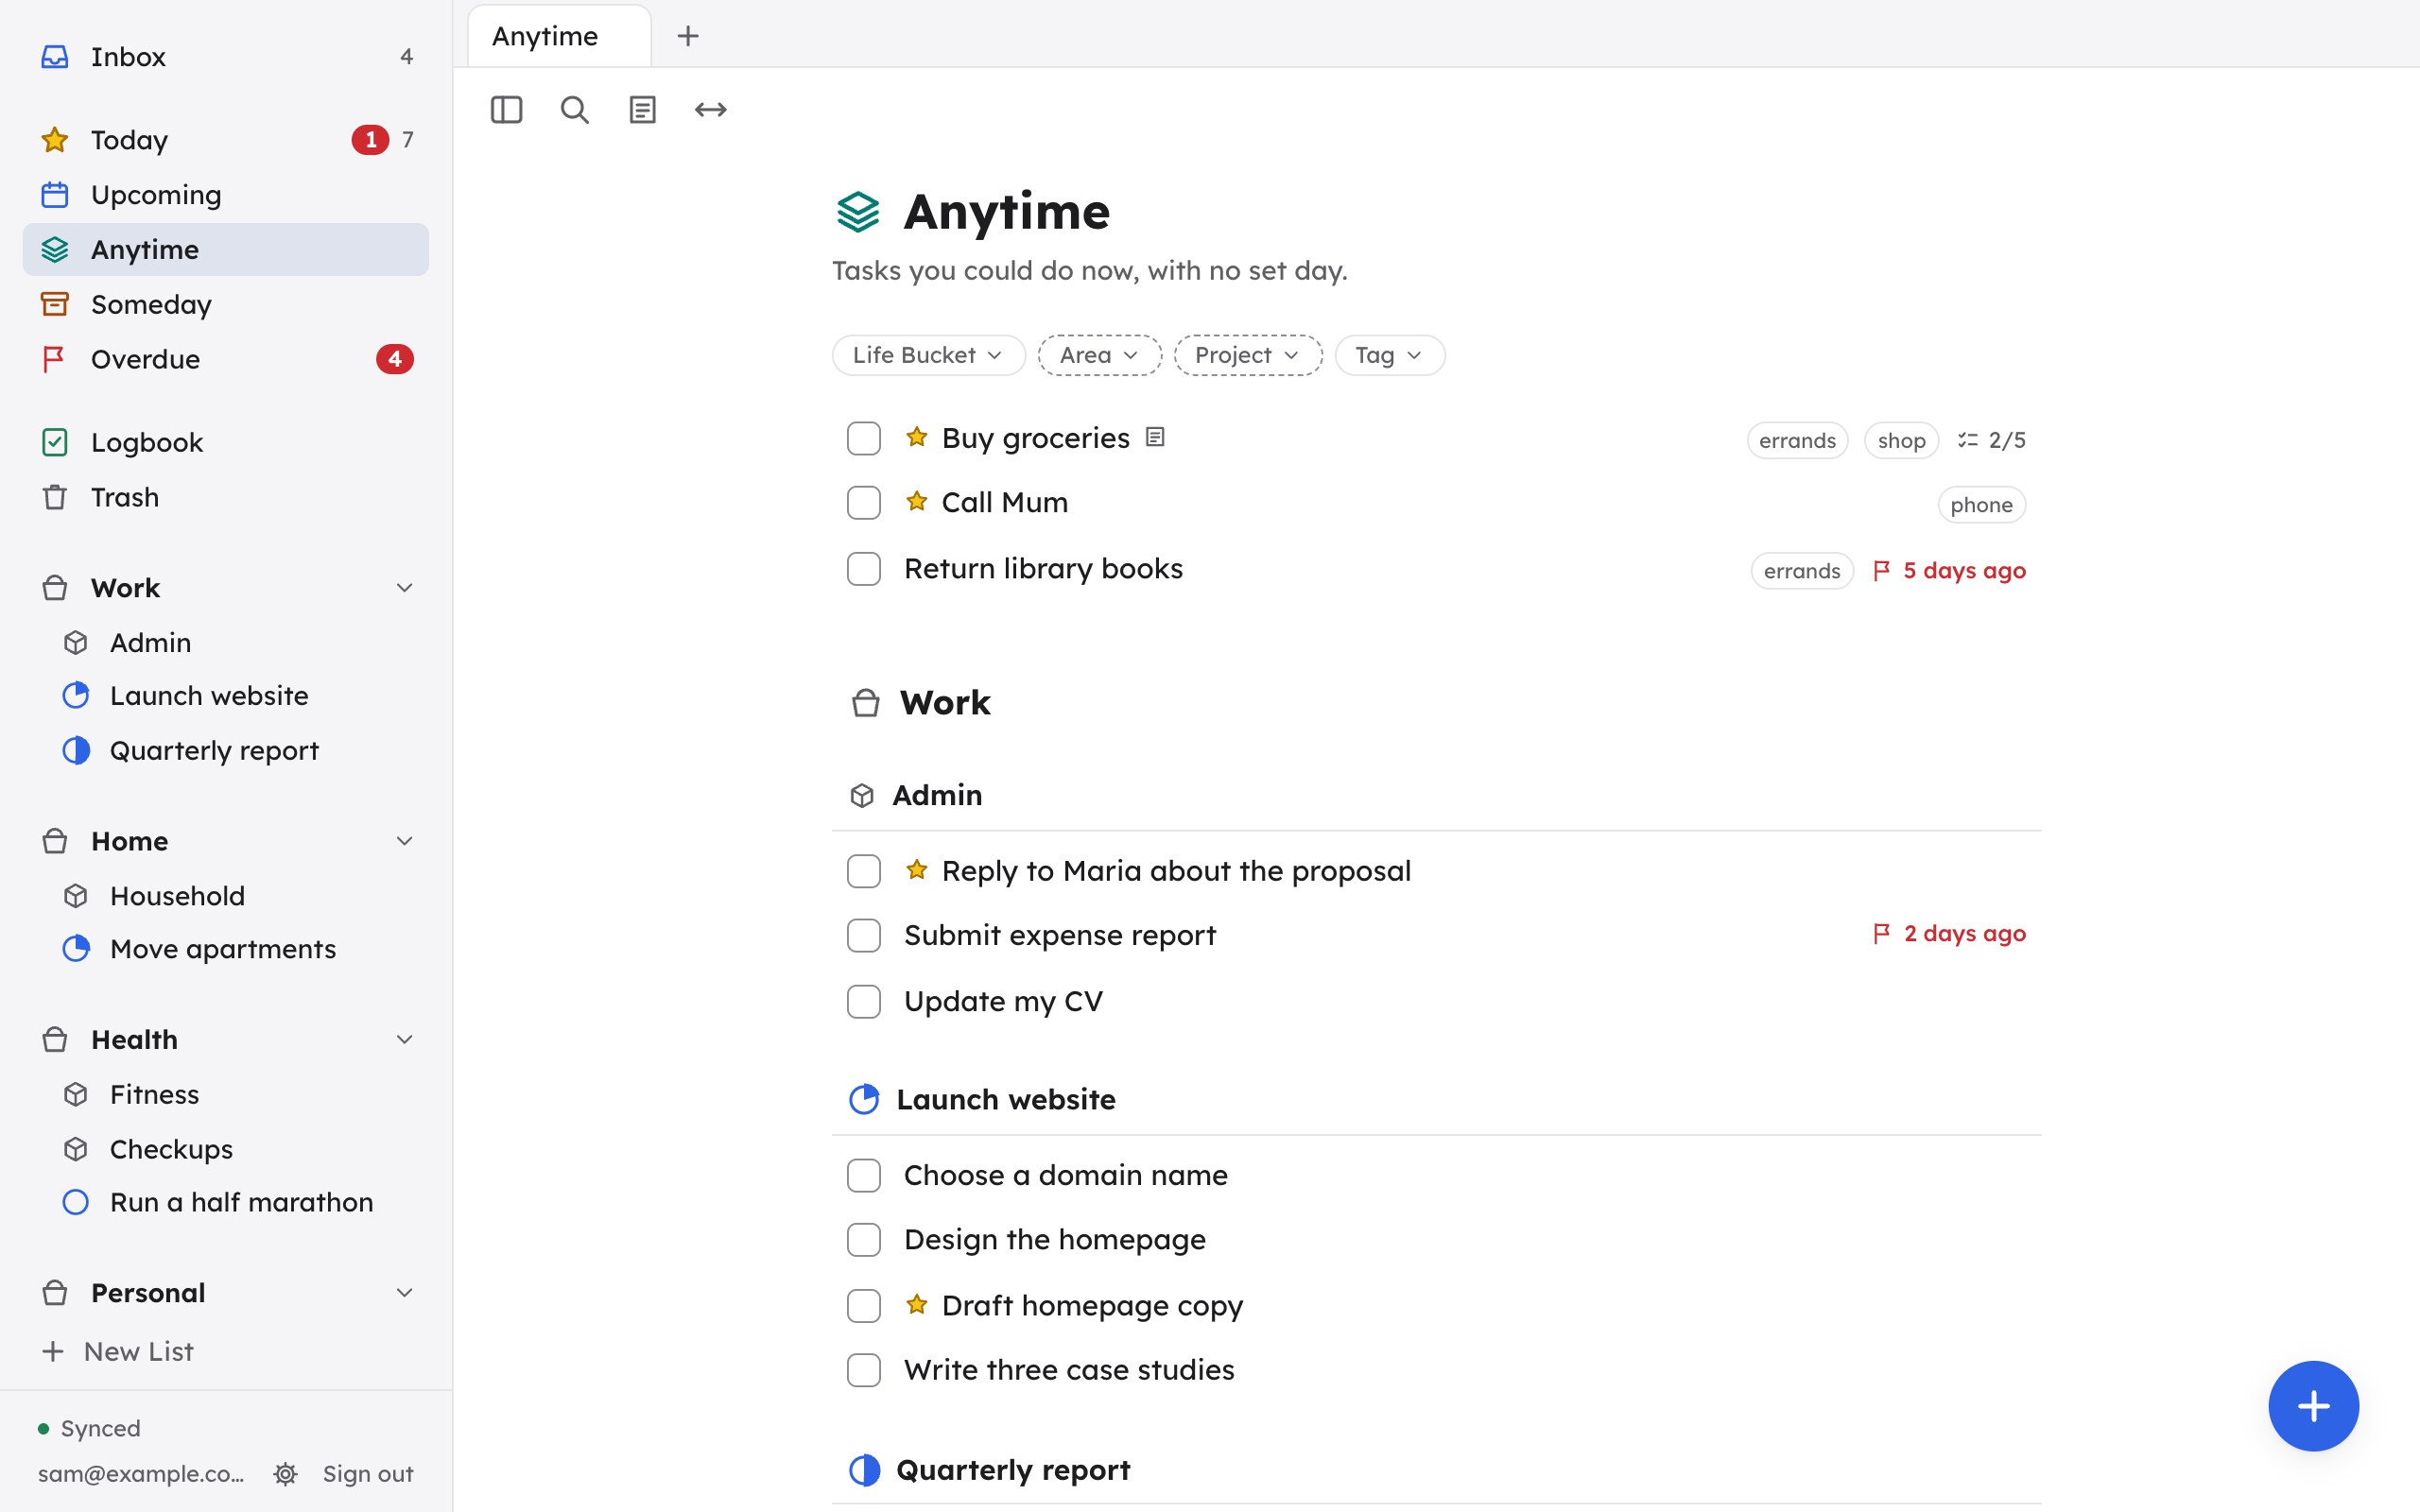 Inbox 4
Today 1 7
Upcoming
Anytime
Someday
Overdue 4
Logbook
Trash
Work
Admin
Launch website
Quarterly report
Home
Household
Move apartments
Health
Fitness
Checkups
Run a half marathon
Personal
New List
Synced
sam@example.co... Sign out
Anytime
Anytime
Tasks you could do now, with no set day.
Life Bucket Area Project Tag
Buy groceries errands shop 2/5
Call Mum phone
Return library books errands 5 days ago
Work
Admin
Reply to Maria about the proposal
Submit expense report 2 days ago
Update my CV
Launch website
Choose a domain name
Design the homepage
Draft homepage copy
Write three case studies
Quarterly report